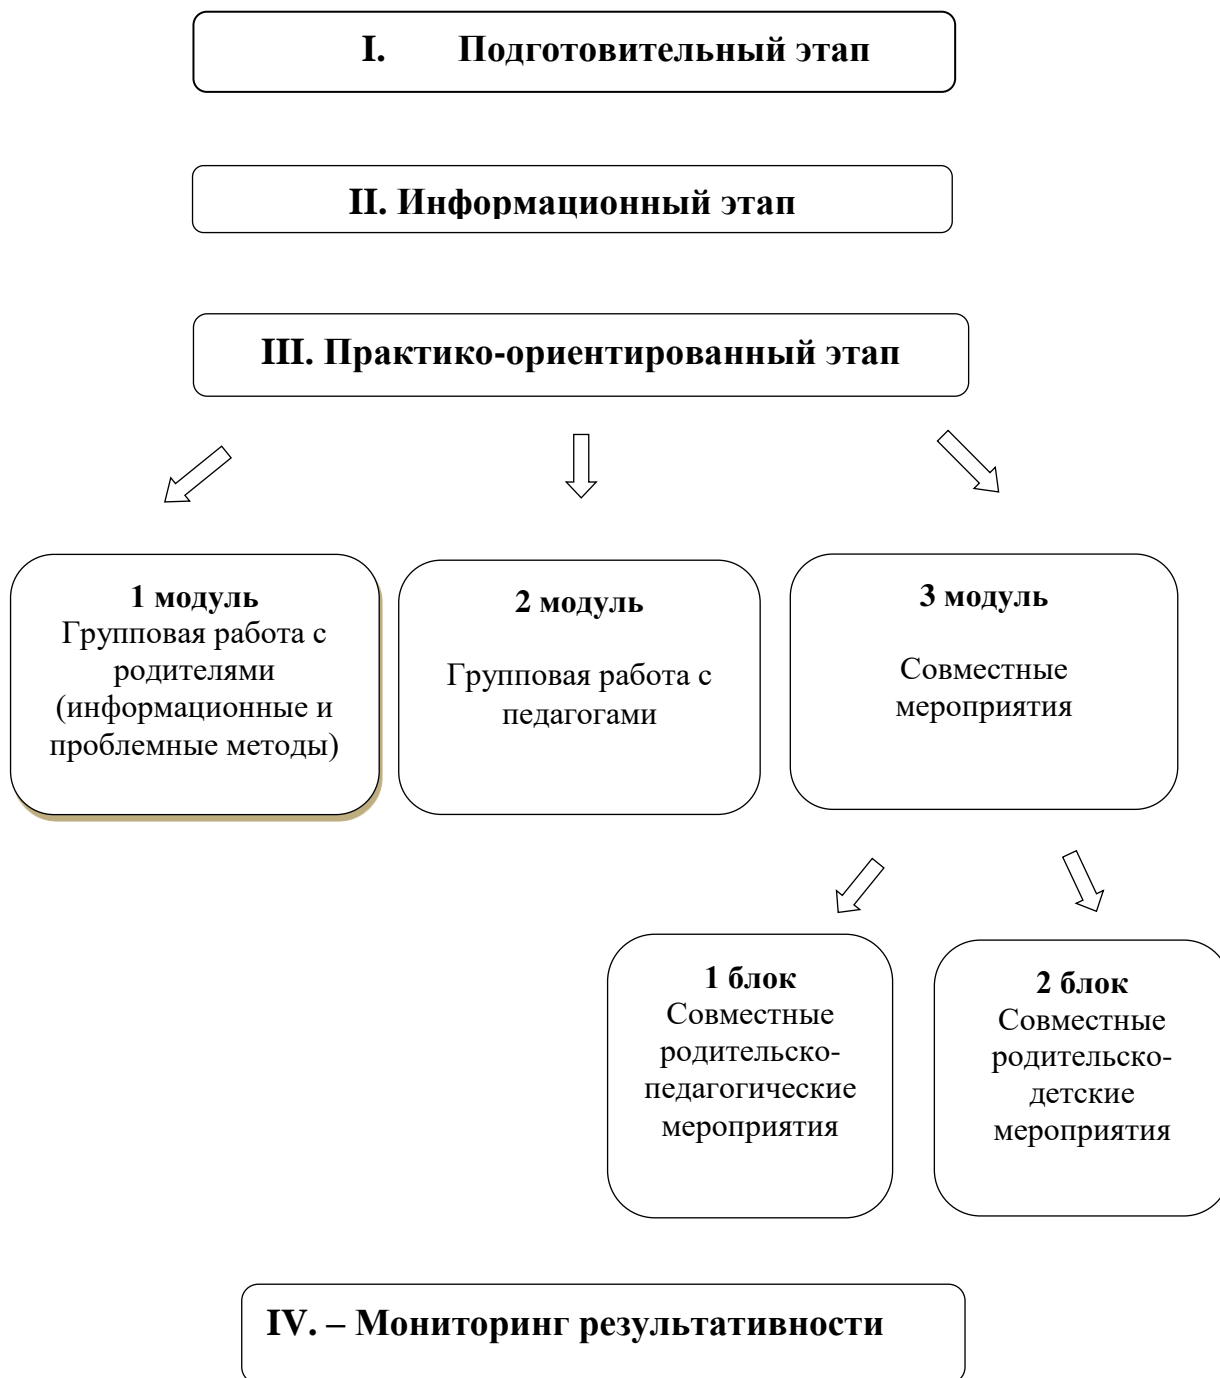 I. Подготовительный этап
II. Информационный этап
III. Практико-ориентированный этап
1 модуль
Групповая работа с
родителями
(информационные и
проблемные методы)
2 модуль
Групповая работа с
педагогами
3 модуль
Совместные
мероприятия
1 блок
Совместные
родительско-
педагогические
мероприятия
2 блок
Совместные
родительско-
детские
мероприятия
IV. – Мониторинг результативности